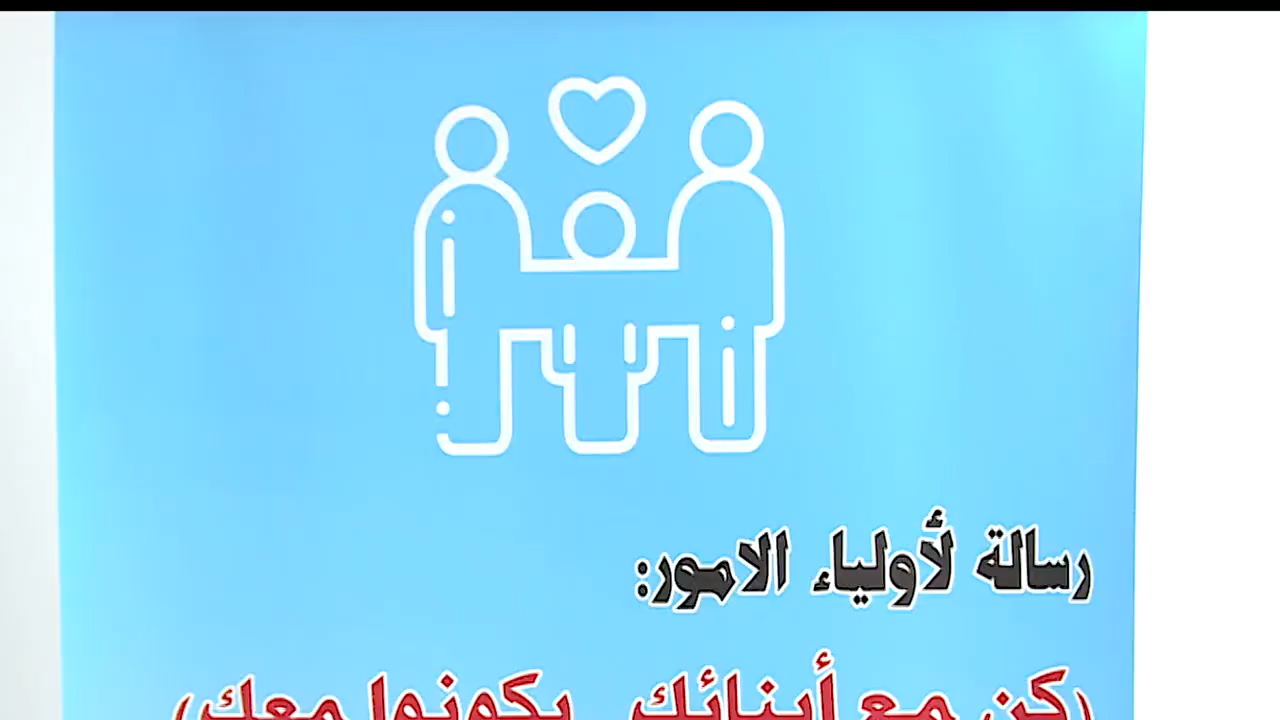 رسالة لأولياء الامور:
(كن مع أبنائك يكونوا معك)